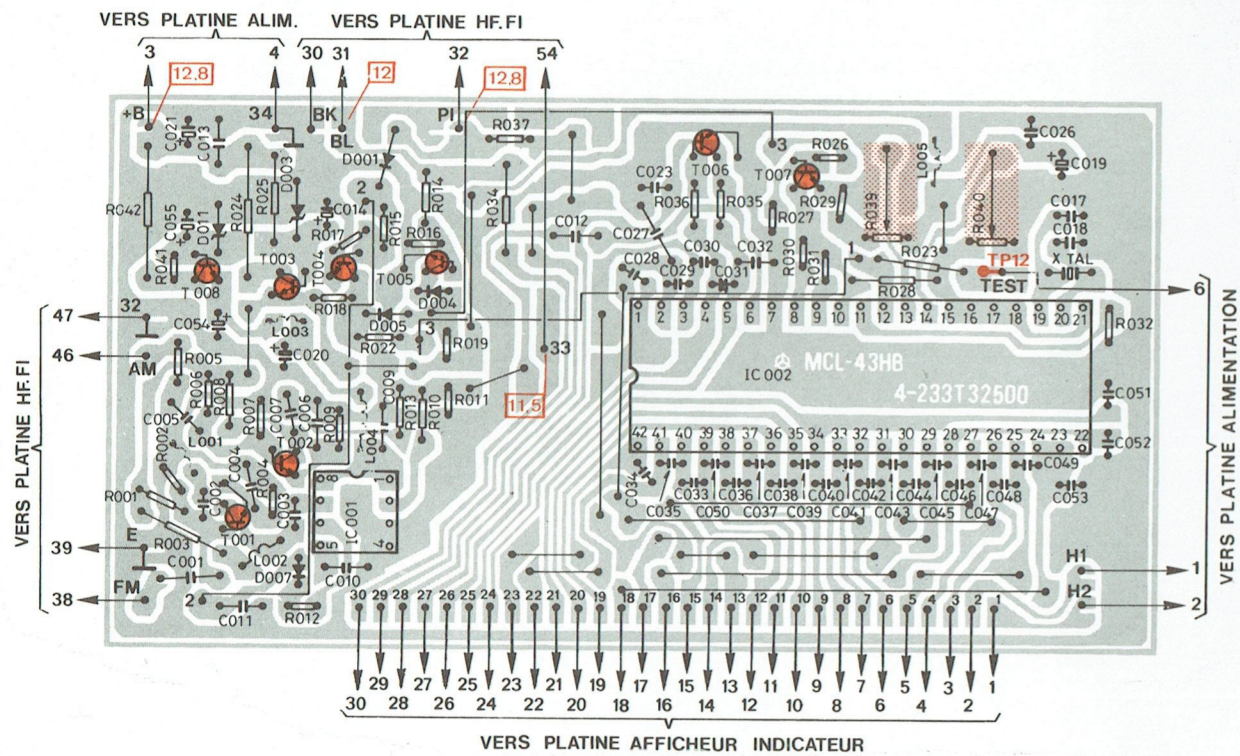 VERS PLATINE ALIM. VERS PLATINE HF.FI
3 4 30 31 32 54
12,8 12 12,8
+B 34 BK BL PI
C021 C013 D003 D001 R037 3 R026 C026
T006 T007 L005 C019
R042 C055 D011 R024 R025 C014 2 R015 R014 R034 C023 R036 R035 R027 R029 R039 R040 C017
R017 R016 C012 C027 C018
R041 T003 T004 T005 C028 C030 C032 R030 R031 1 R023 TP12 X TAL
T008 C029 C031 R028 TEST
R018 D004 6
32
47
C054 L003 D005 3 1 2 3 4 5 6 7 8 9 10 11 12 13 14 15 16 17 18 19 20 21 R032
R022 R019 33
46
AM R005 C020
MCL-43HB
IC 002
4-233T32500
R006 R008 C009 R011 11,5 C051
C005 R007 C007 C006 R009 R013 R010
R002 L001 T002 L004 42 41 40 39 38 37 36 35 34 33 32 31 30 29 28 27 26 25 24 23 22 C052
C004 R004 C034 C049
C002 C003 8 1 C033 C036 C038 C040 C042 C044 C046 C048 C053
R001 C035 C050 C037 C039 C041 C043 C045 C047
IC 001
E T001 5 4
R003
39
L002 H1 1
C001 D007 C010
FM H2
38 2 30 29 28 27 26 25 24 23 22 21 20 19 18 17 16 15 14 13 12 11 10 9 8 7 6 5 4 3 2 1 2
C011 R012
29 27 25 23 21 19 17 15 13 11 9 7 5 3 1
30 28 26 24 22 20 18 16 14 12 10 8 6 4 2
VERS PLATINE AFFICHEUR INDICATEUR
VERS PLATINE HF.FI
VERS PLATINE ALIMENTATION